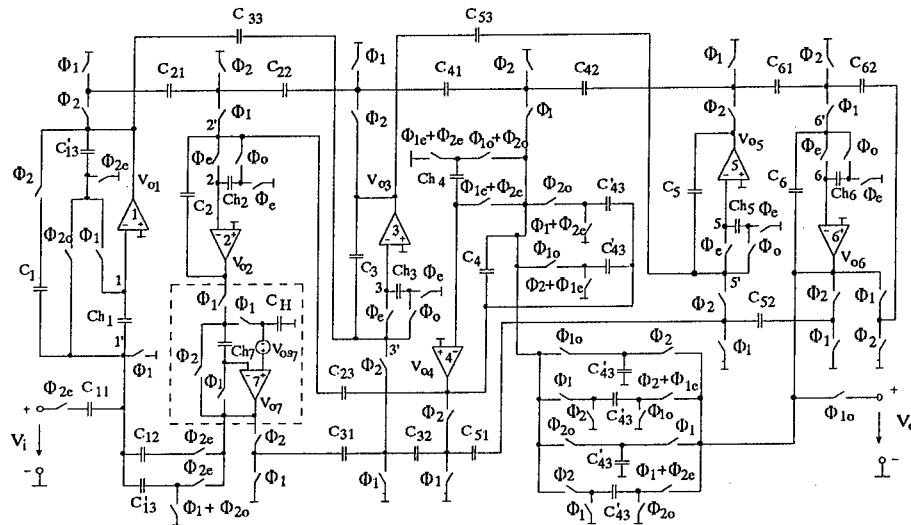 C33
C53
Φ1
Φ2
Φ1
Φ2
Φ1
Φ2
C21
C22
C41
C42
C61
C62
Φ2
Φ1
Φ2
Φ1
Φ2
Φ1
2'
6'
Φ2
C'13
Φ2e
Vo1
Φe
Φo
Φ1e+Φ2e
Φ1o+Φ2o
Vo5
Φe
Φo
2
Ch2
Φe
Vo3
Ch4
Φ1e+Φ2e
Φ2o
C'43
C5
5
C6
6
Ch6
Φe
C2
1
Φ2o
Φ1
2
Vo2
3
C3
C4
Φ1+Φ2e
Φ1o
C'43
Φ2+Φ1e
5
Ch5
Φe
Φe
Φo
6
Vo6
C1
1
Ch1
1'
3
Ch3
Φe
Φe
Φo
5'
Φ1
Φ1
CH
Φ2
C52
Φ2
Φ1
Φ2
Ch7
Vos7
3'
Φ2
4
Vo4
Φ1
Φ1
Φ2
Φ1
Φ1
7
Vo7
C23
Φ1o
C'43
Φ2
Φ2e
C11
Φ1
C'43
Φ2+Φ1e
Φ1o
+
Vi
-
Φ2
Φ1o
+
Vo
-
C12
Φ2e
Φ2
C31
C32
C51
Φ2
Φ2o
C'43
Φ1
C'13
Φ2e
Φ1+Φ2o
Φ1
Φ1
Φ1
Φ2
Φ1
C'43
Φ1+Φ2e
Φ2o